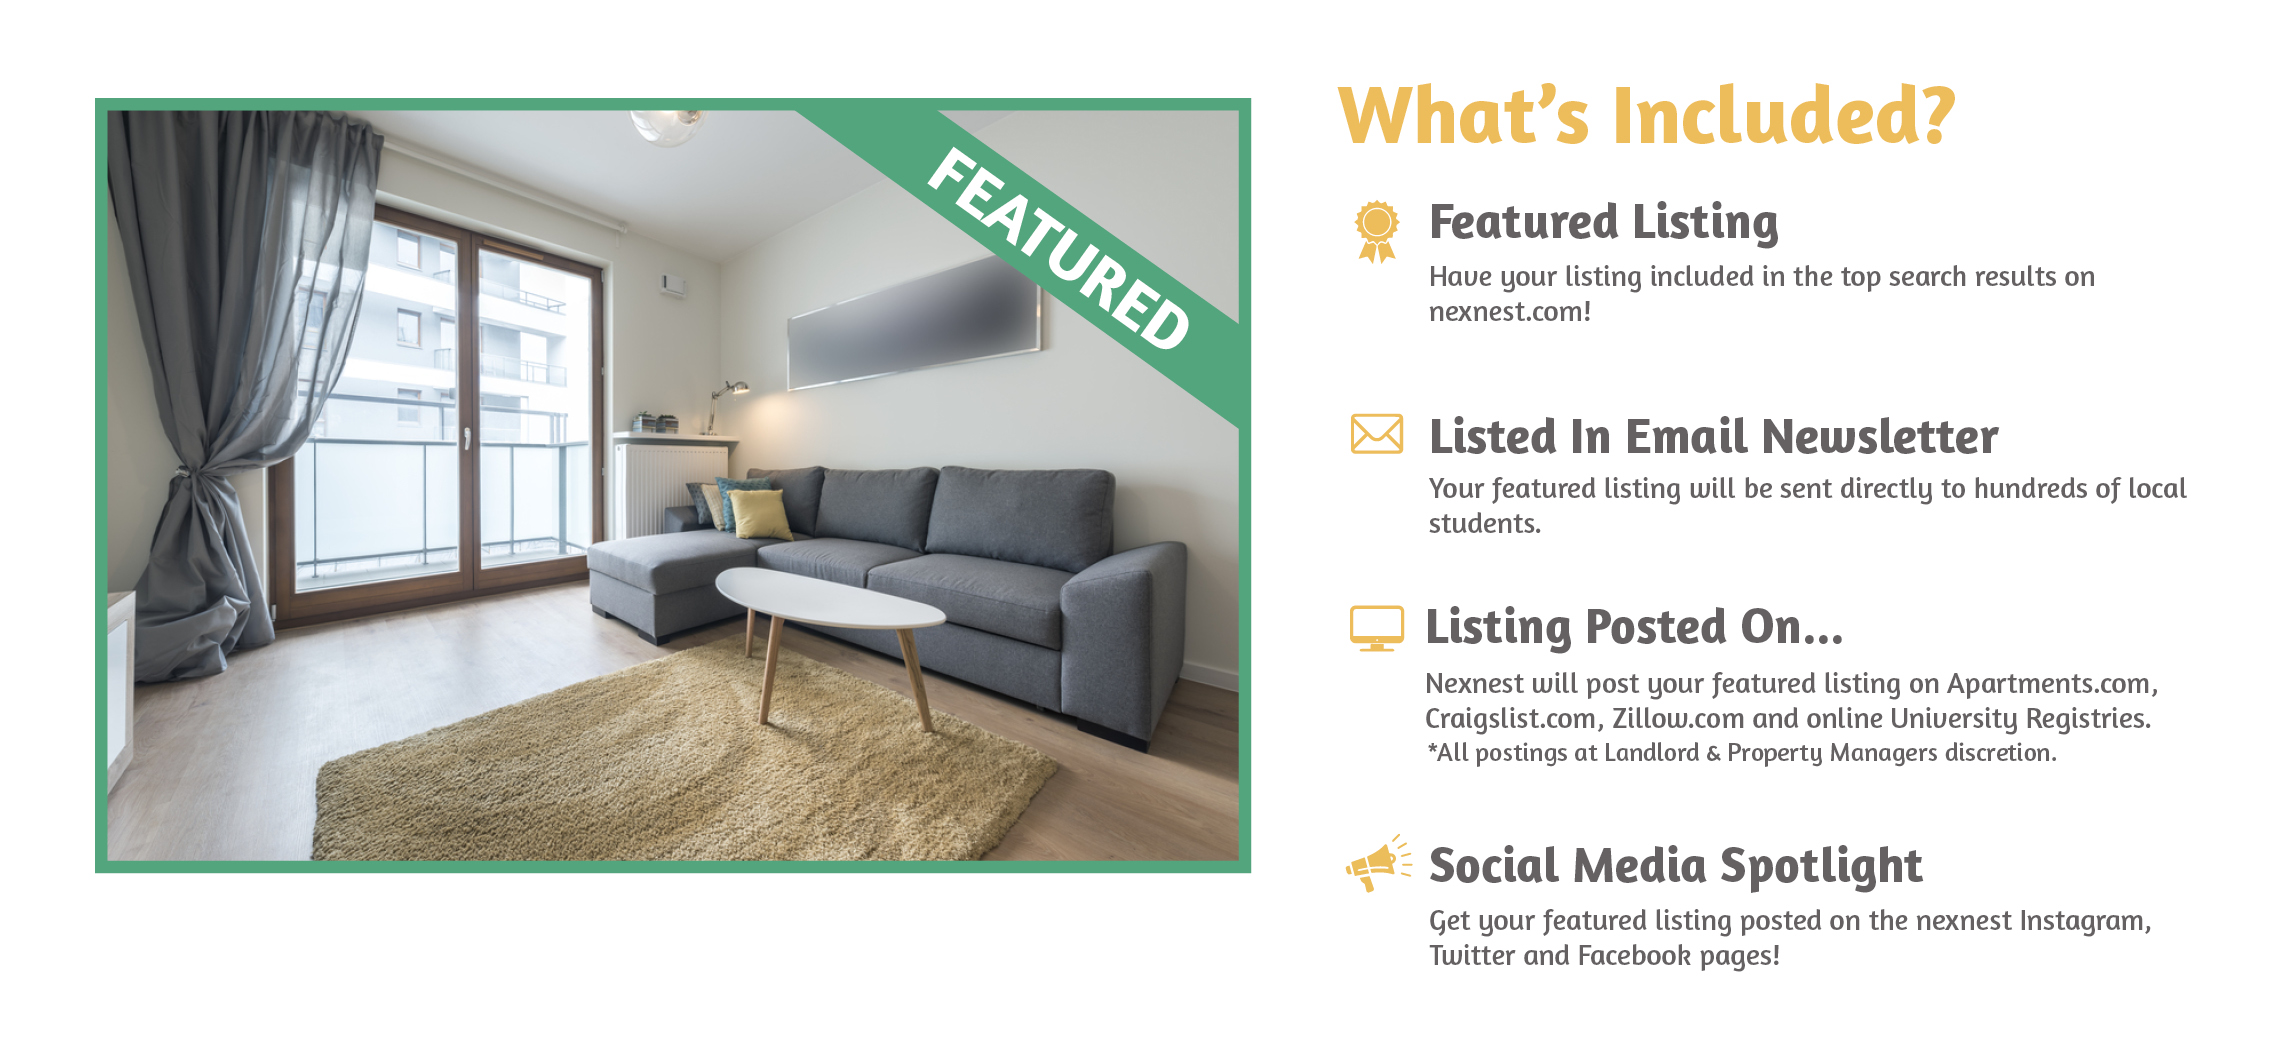 FEATURED
What's Included?
Featured Listing
Have your listing included in the top search results on
nexnest.com!
Listed In Email Newsletter
Your featured listing will be sent directly to hundreds of local
students.
Listing Posted On...
Nexnest will post your featured listing on Apartments.com,
Craigslist.com, Zillow.com and online University Registries.
*All postings at Landlord & Property Managers discretion.
Social Media Spotlight
Get your featured listing posted on the nexnest Instagram,
Twitter and Facebook pages!